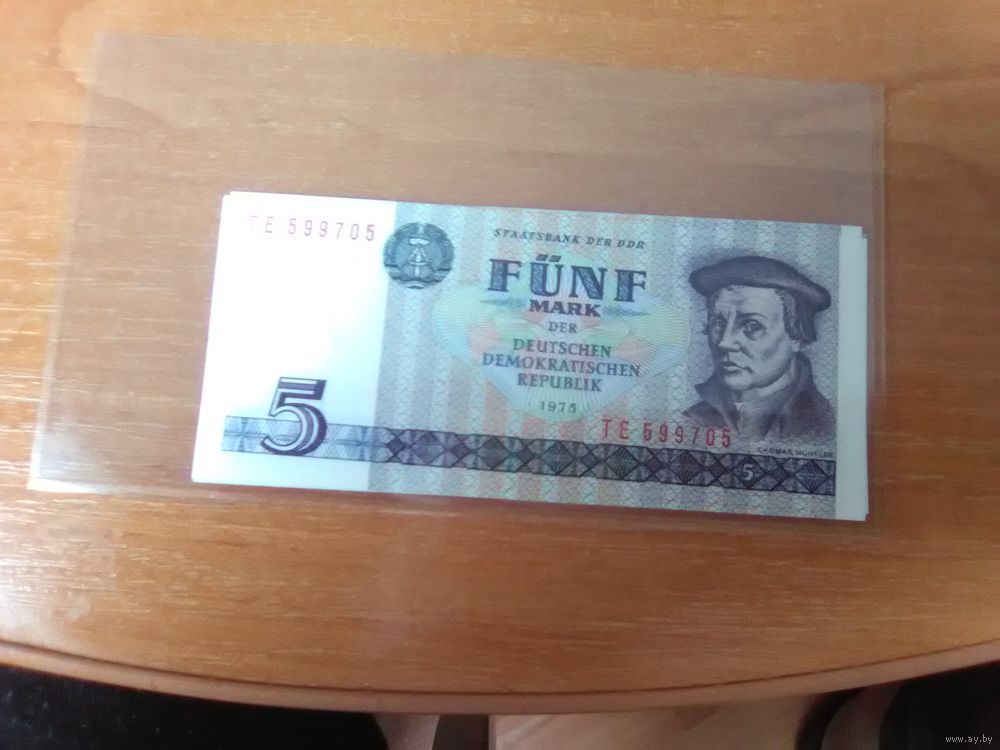 TE 599705
STAATSBANK DER DDR
FÜNF
MARK
DER
DEUTSCHEN
DEMOKRATISCHEN
REPUBLIK
1975
5
TE 599705
THOMAS MÜNTZER
5
www.ay.by